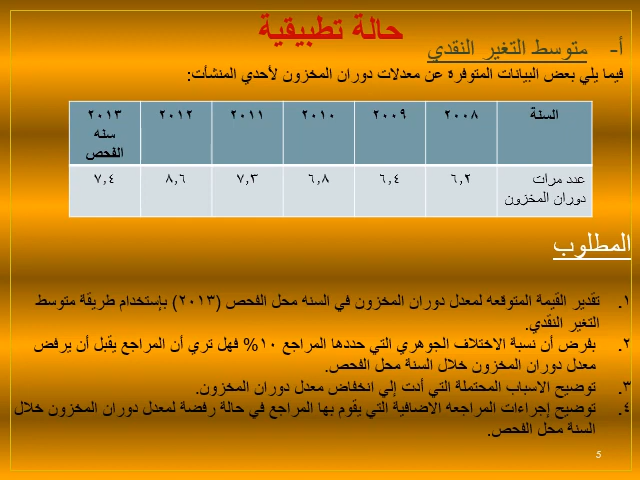 حالة تطبيقية
أ- متوسط التغير النقدي
فيما يلي بعض البيانات المتوفرة عن معدلات دوران المخزون لأحدي المنشأت:
السنة ٢٠٠٨ ٢٠٠٩ ٢٠١٠ ٢٠١١ ٢٠١٢ ٢٠١٣
سنه
الفحص
عدد مرات ٦,٢ ٦,٤ ٦,٨ ٧,٣ ٨,٦ ٧,٤
دوران المخزون
المطلوب
١. تقدير القيمة المتوقعه لمعدل دوران المخزون في السنه محل الفحص (٢٠١٣) بإستخدام طريقة متوسط
التغير النقدي.
٢. بفرض أن نسبة الاختلاف الجوهري التي حددها المراجع ١٠% فهل تري أن المراجع يقبل أن يرفض
معدل دوران المخزون خلال السنة محل الفحص.
٣. توضيح الاسباب المحتملة التي أدت إلي انخفاض معدل دوران المخزون.
٤. توضيح إجراءات المراجعه الاضافية التي يقوم بها المراجع في حالة رفضة لمعدل دوران المخزون خلال
السنة محل الفحص.
5